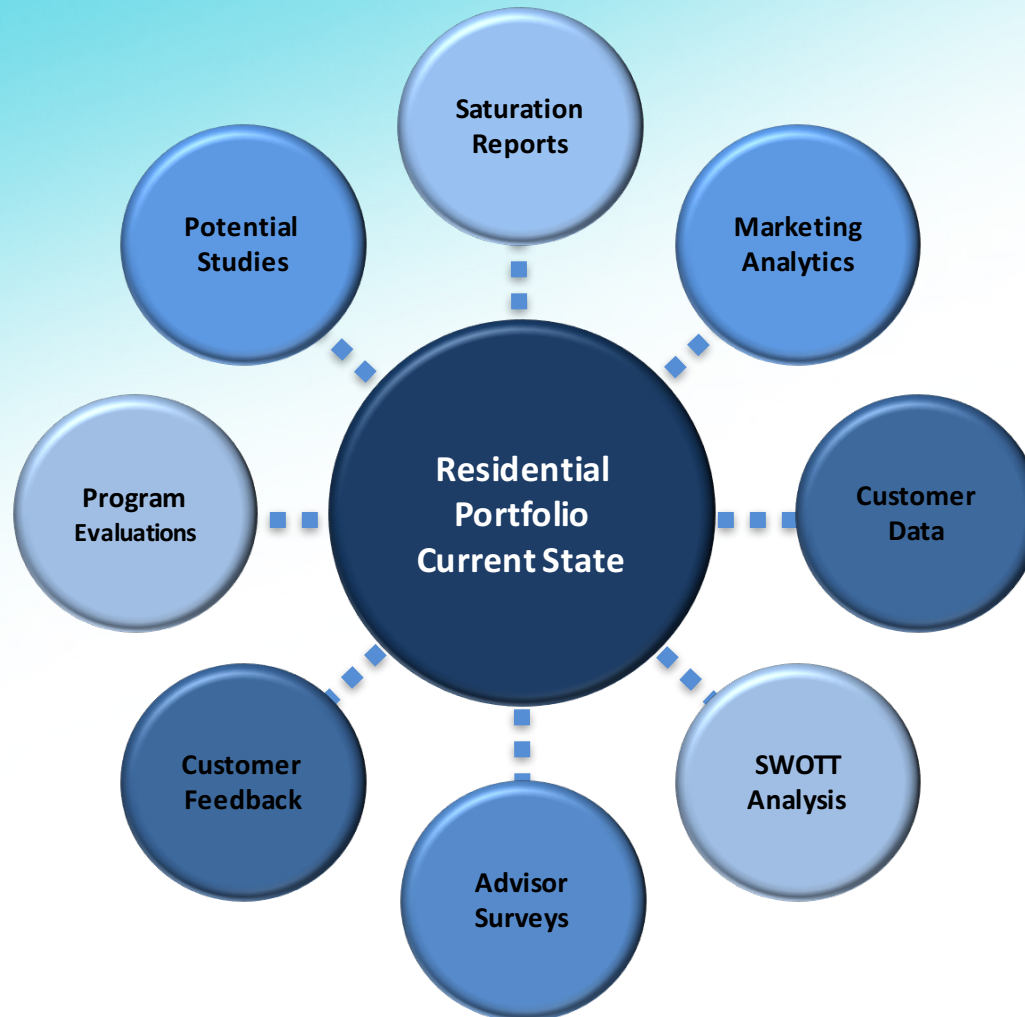 Saturation
Reports
Potential
Studies
Marketing
Analytics
Program
Evaluations
Residential
Portfolio
Current State
Customer
Data
Customer
Feedback
SWOTT
Analysis
Advisor
Surveys